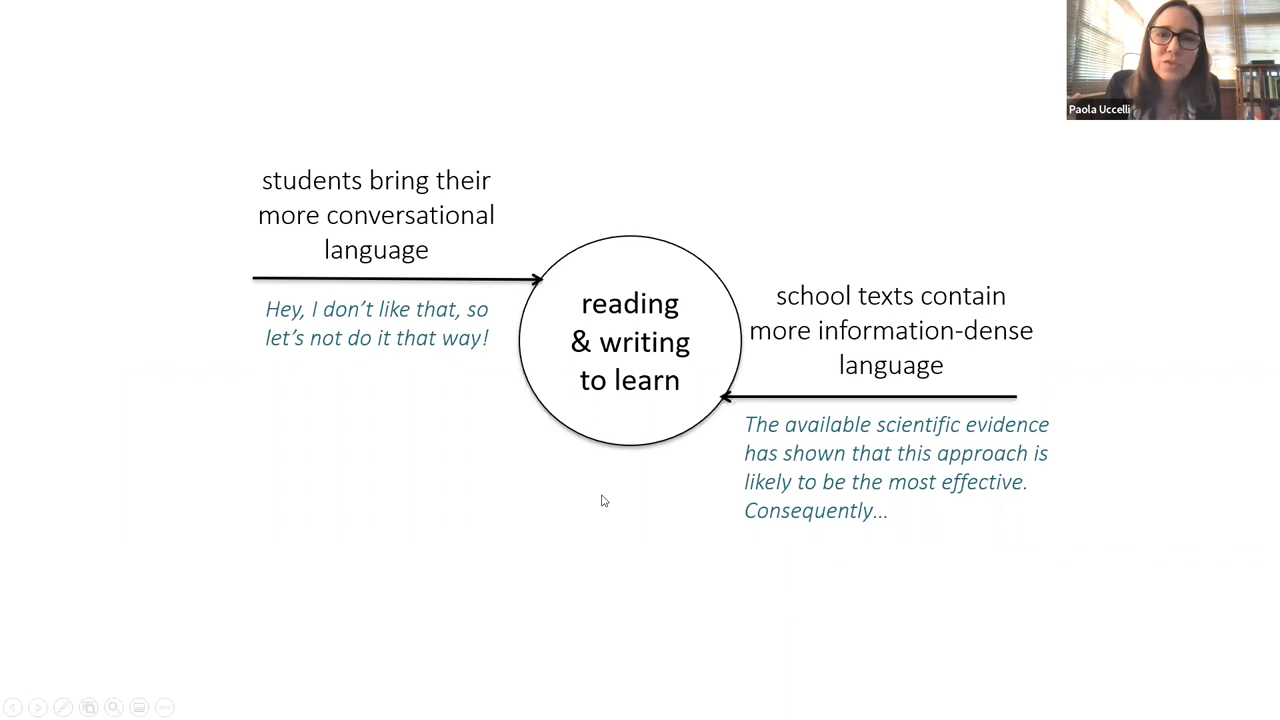 Paola Uccelli
students bring their
more conversational
language
Hey, I don't like that, so
let's not do it that way!
reading
& writing
to learn
school texts contain
more information-dense
language
The available scientific evidence
has shown that this approach is
likely to be the most effective.
Consequently...